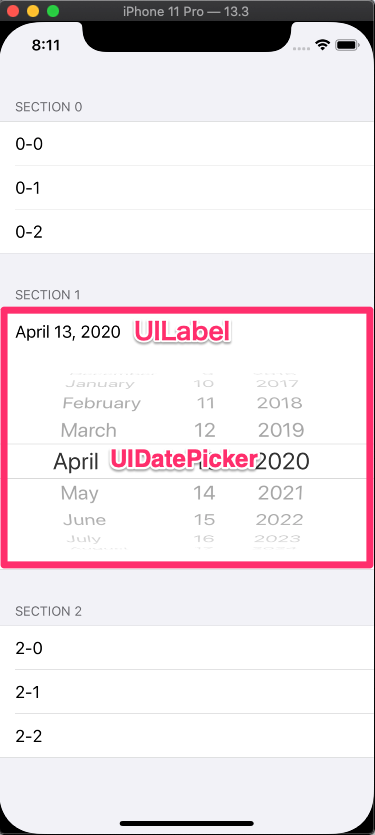 iPhone 11 Pro — 13.3
8:11
SECTION 0
0-0
0-1
0-2
SECTION 1
April 13, 2020 UILabel
January 10 2017
February 11 2018
March 12 2019
April UIDatePicker 2020
May 14 2021
June 15 2022
July 16 2023
SECTION 2
2-0
2-1
2-2